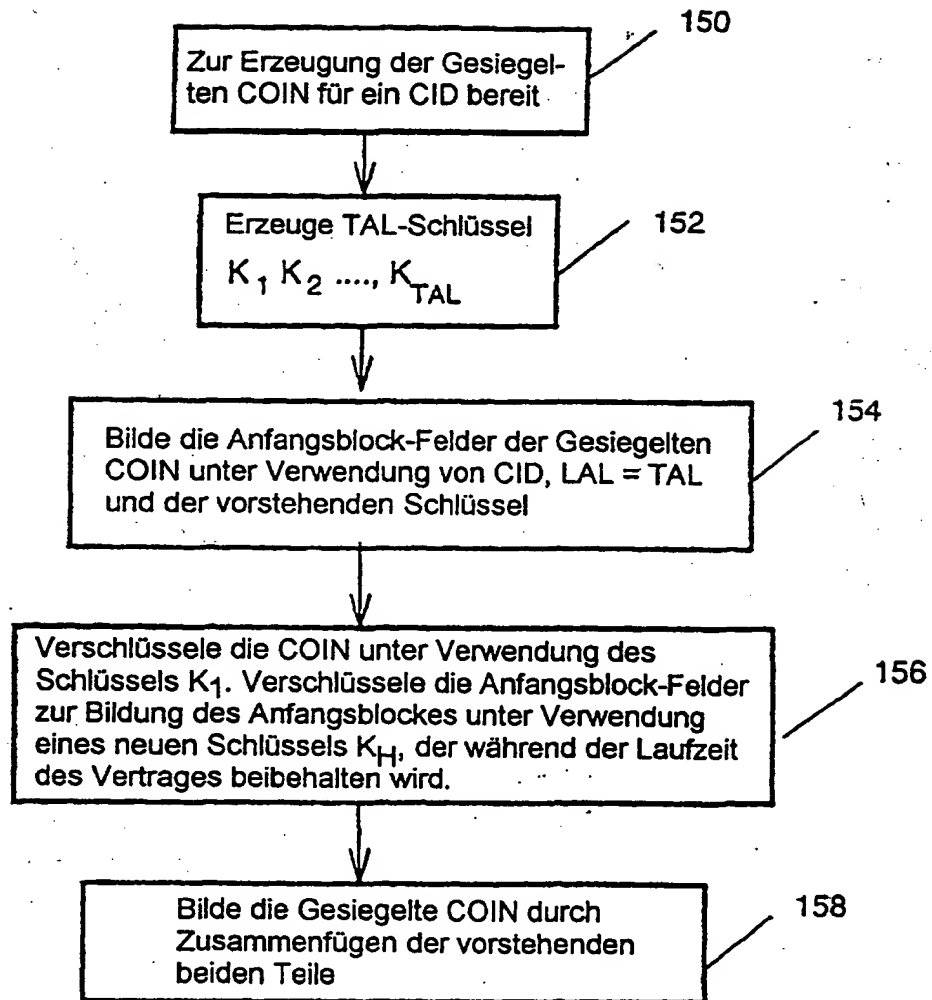 150
Zur Erzeugung der Gesiegel-
ten COIN für ein CID bereit
Erzeuge TAL-Schlüssel
152
K₁ K₂ ...., K_TAL
154
Bilde die Anfangsblock-Felder der Gesiegelten
COIN unter Verwendung von CID, LAL = TAL
und der vorstehenden Schlüssel
Verschlüssele die COIN unter Verwendung des
Schlüssels K₁. Verschlüssele die Anfangsblock-Felder
156
zur Bildung des Anfangsblockes unter Verwendung
eines neuen Schlüssels K_H, der während der Laufzeit
des Vertrages beibehalten wird.
Bilde die Gesiegelte COIN durch
158
Zusammenfügen der vorstehenden
beiden Teile